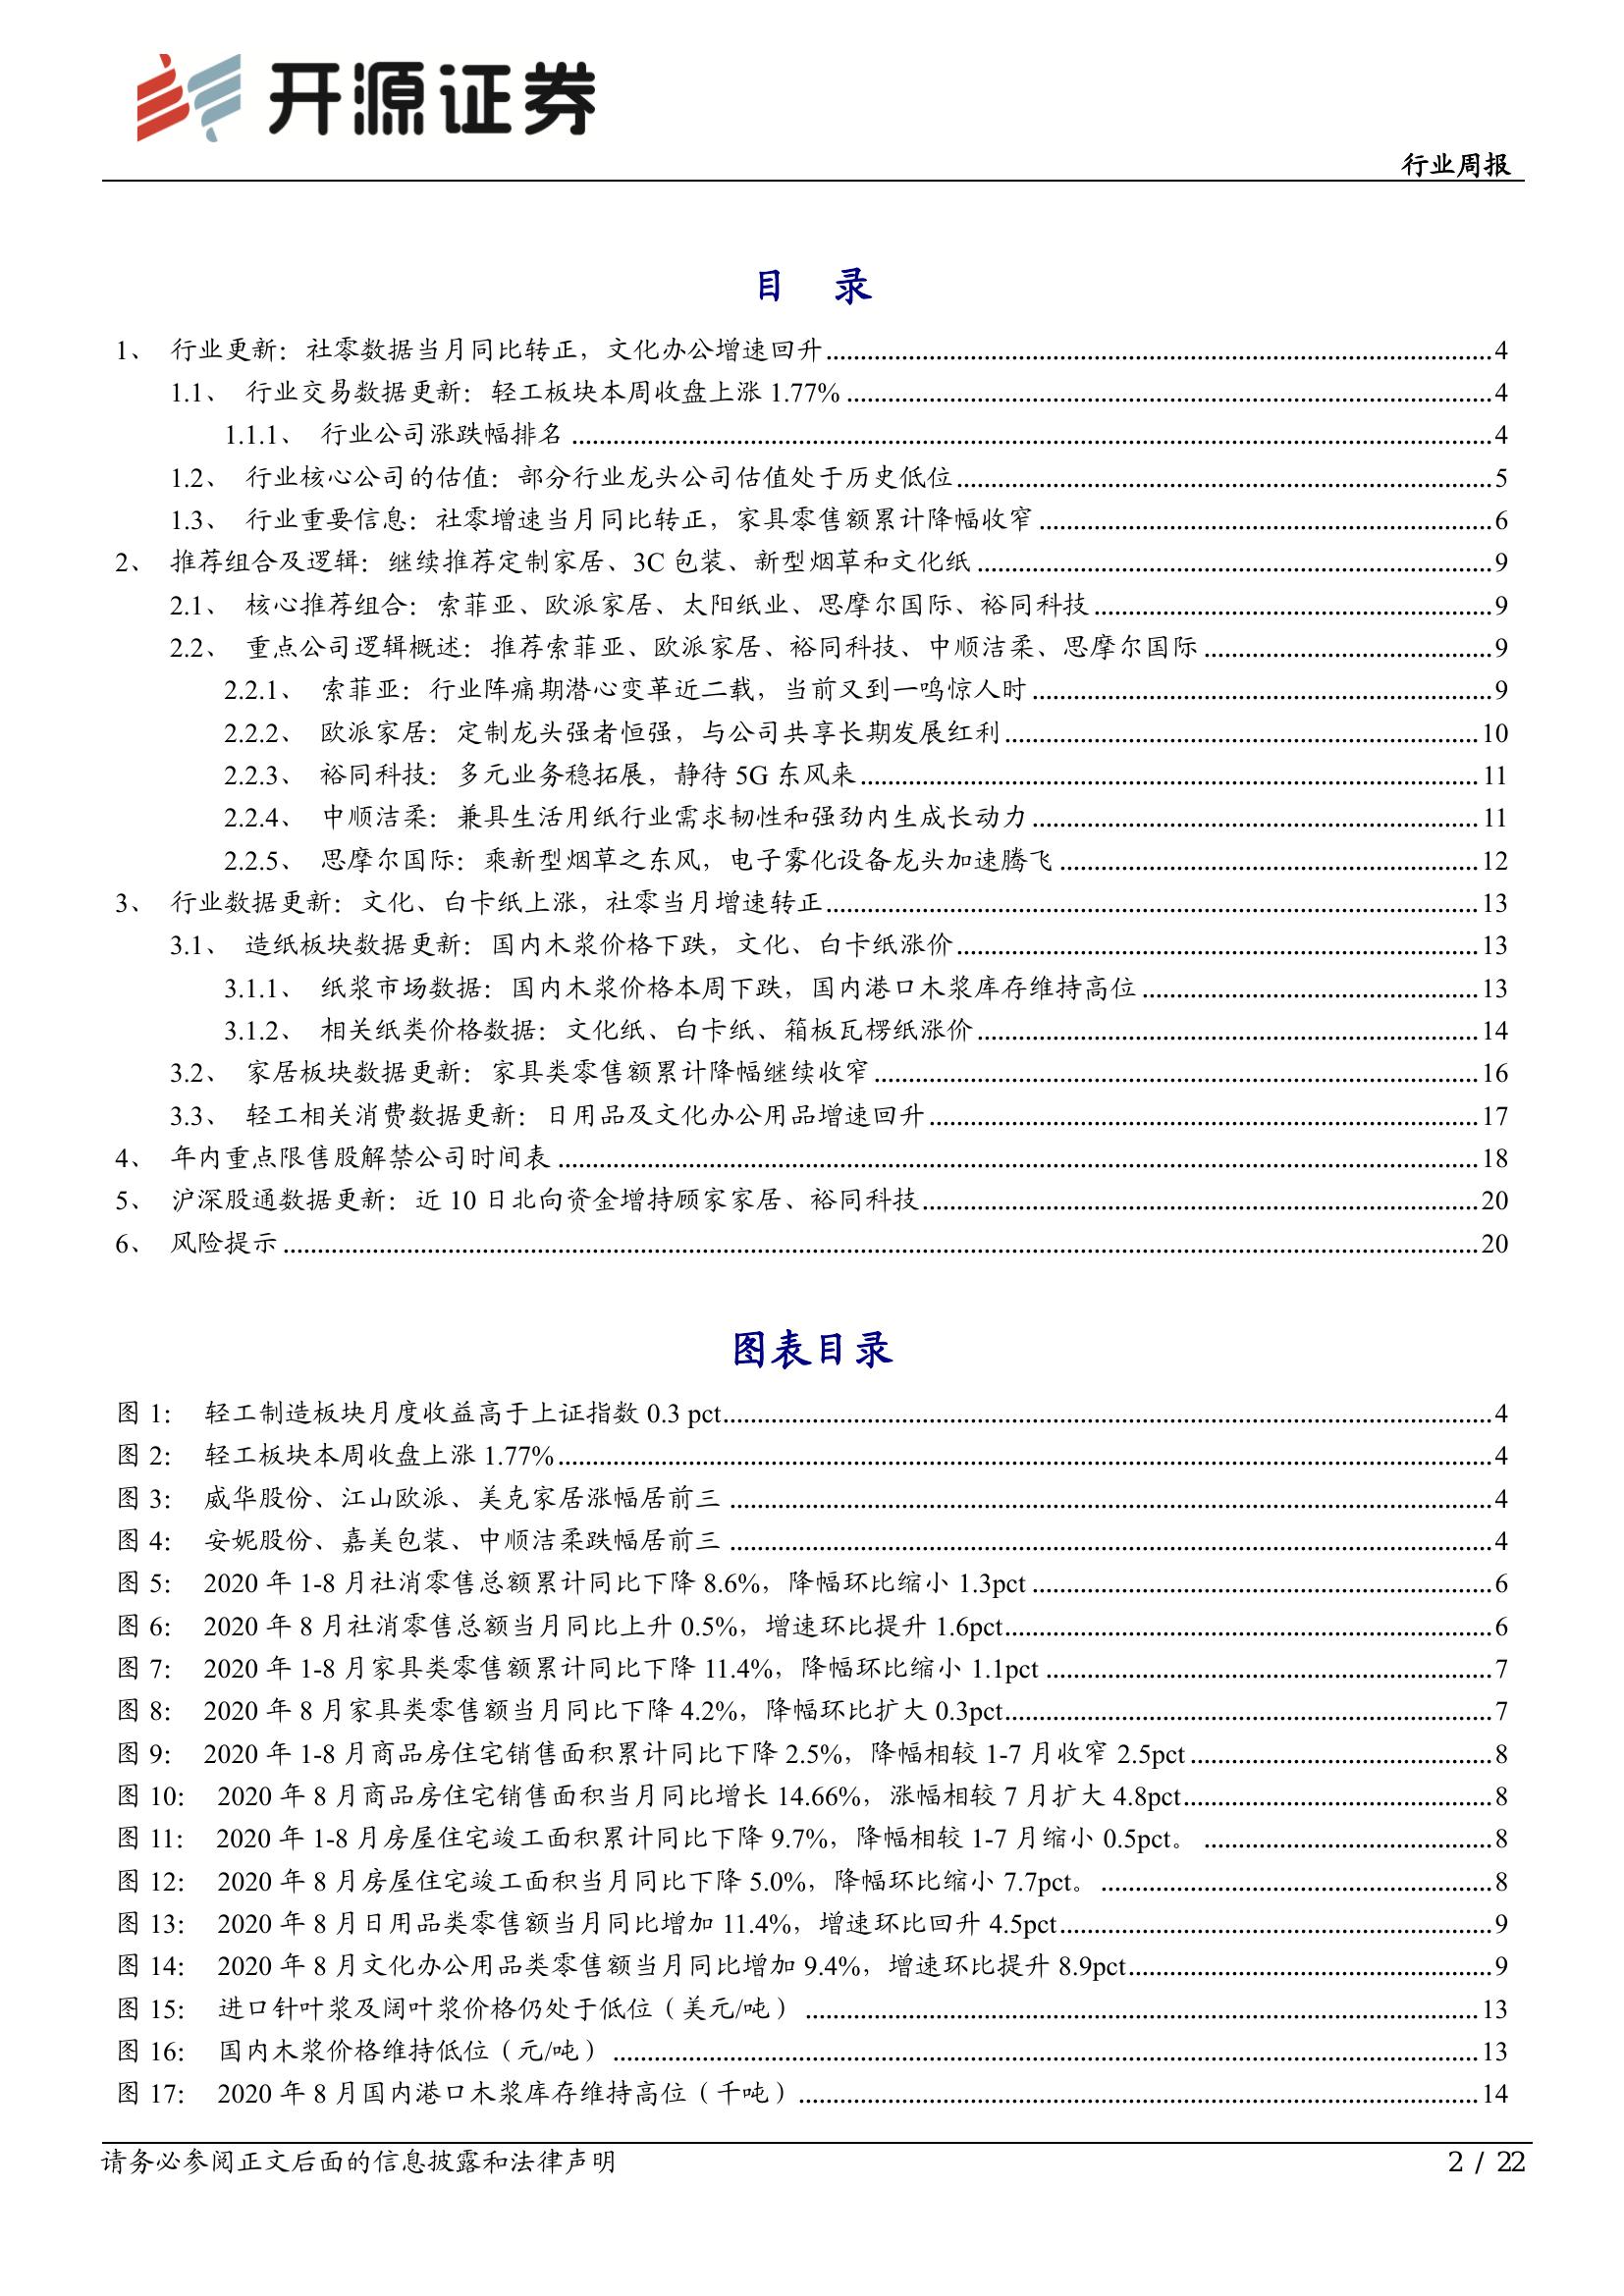 开源证券
行业周报
目 录
1、 行业更新：社零数据当月同比转正，文化办公增速回升 4
1.1、 行业交易数据更新：轻工板块本周收盘上涨 1.77% 4
1.1.1、 行业公司涨跌幅排名 4
1.2、 行业核心公司的估值：部分行业龙头公司估值处于历史低位 5
1.3、 行业重要信息：社零增速当月同比转正，家具零售额累计降幅收窄 6
2、 推荐组合及逻辑：继续推荐定制家居、3C 包装、新型烟草和文化纸 9
2.1、 核心推荐组合：索菲亚、欧派家居、太阳纸业、思摩尔国际、裕同科技 9
2.2、 重点公司逻辑概述：推荐索菲亚、欧派家居、裕同科技、中顺洁柔、思摩尔国际 9
2.2.1、 索菲亚：行业阵痛期潜心变革近二载，当前又到一鸣惊人时 9
2.2.2、 欧派家居：定制龙头强者恒强，与公司共享长期发展红利 10
2.2.3、 裕同科技：多元业务稳拓展，静待 5G 东风来 11
2.2.4、 中顺洁柔：兼具生活用纸行业需求韧性和强劲内生成长动力 11
2.2.5、 思摩尔国际：乘新型烟草之东风，电子雾化设备龙头加速腾飞 12
3、 行业数据更新：文化、白卡纸上涨，社零当月增速转正 13
3.1、 造纸板块数据更新：国内木浆价格下跌，文化、白卡纸涨价 13
3.1.1、 纸浆市场数据：国内木浆价格本周下跌，国内港口木浆库存维持高位 13
3.1.2、 相关纸类价格数据：文化纸、白卡纸、箱板瓦楞纸涨价 14
3.2、 家居板块数据更新：家具类零售额累计降幅继续收窄 16
3.3、 轻工相关消费数据更新：日用品及文化办公用品增速回升 17
4、 年内重点限售股解禁公司时间表 18
5、 沪深股通数据更新：近 10 日北向资金增持顾家家居、裕同科技 20
6、 风险提示 20
图表目录
图 1： 轻工制造板块月度收益高于上证指数 0.3 pct 4
图 2： 轻工板块本周收盘上涨 1.77% 4
图 3： 威华股份、江山欧派、美克家居涨幅居前三 4
图 4： 安妮股份、嘉美包装、中顺洁柔跌幅居前三 4
图 5： 2020 年 1-8 月社消零售总额累计同比下降 8.6%，降幅环比缩小 1.3pct 6
图 6： 2020 年 8 月社消零售总额当月同比上升 0.5%，增速环比提升 1.6pct 6
图 7： 2020 年 1-8 月家具类零售额累计同比下降 11.4%，降幅环比缩小 1.1pct 7
图 8： 2020 年 8 月家具类零售额当月同比下降 4.2%，降幅环比扩大 0.3pct 7
图 9： 2020 年 1-8 月商品房住宅销售面积累计同比下降 2.5%，降幅相较 1-7 月收窄 2.5pct 8
图 10： 2020 年 8 月商品房住宅销售面积当月同比增长 14.66%，涨幅相较 7 月扩大 4.8pct 8
图 11： 2020 年 1-8 月房屋住宅竣工面积累计同比下降 9.7%，降幅相较 1-7 月缩小 0.5pct。 8
图 12： 2020 年 8 月房屋住宅竣工面积当月同比下降 5.0%，降幅环比缩小 7.7pct。 8
图 13： 2020 年 8 月日用品类零售额当月同比增加 11.4%，增速环比回升 4.5pct 9
图 14： 2020 年 8 月文化办公用品类零售额当月同比增加 9.4%，增速环比提升 8.9pct 9
图 15： 进口针叶浆及阔叶浆价格仍处于低位（美元/吨） 13
图 16： 国内木浆价格维持低位（元/吨） 13
图 17： 2020 年 8 月国内港口木浆库存维持高位（千吨） 14
请务必参阅正文后面的信息披露和法律声明 2 / 22